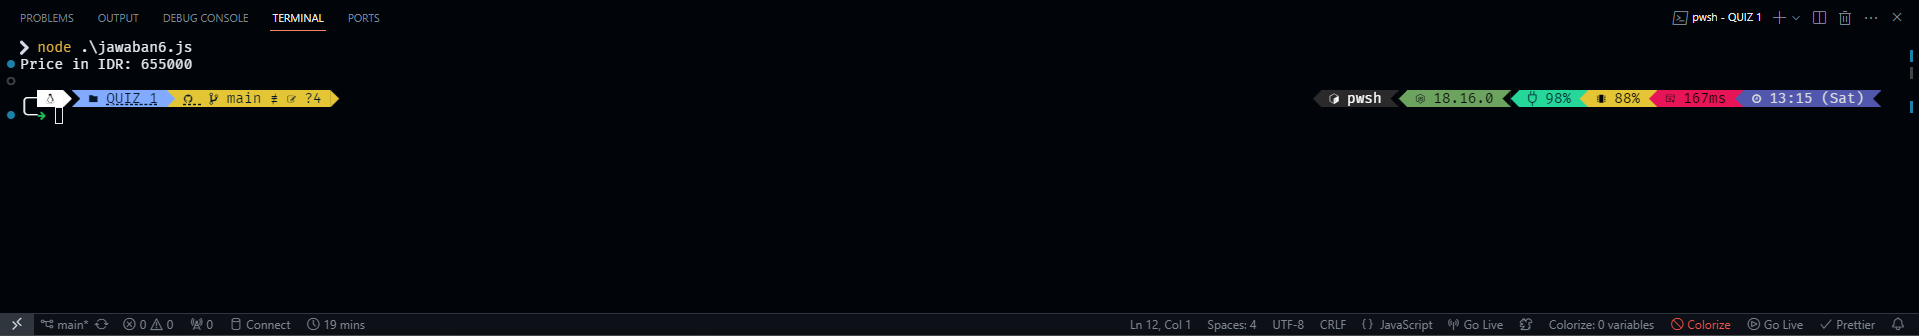 PROBLEMS OUTPUT DEBUG CONSOLE TERMINAL PORTS pwsh - QUIZ 1
node .\jawaban6.js
Price in IDR: 655000
QUIZ 1 main ≢ ?4 pwsh 18.16.0 98% 88% 167ms 13:15 (Sat)
main* 0 0 0 Connect 19 mins Ln 12, Col 1 Spaces: 4 UTF-8 CRLF { } JavaScript Go Live Colorize: 0 variables Colorize Go Live Prettier